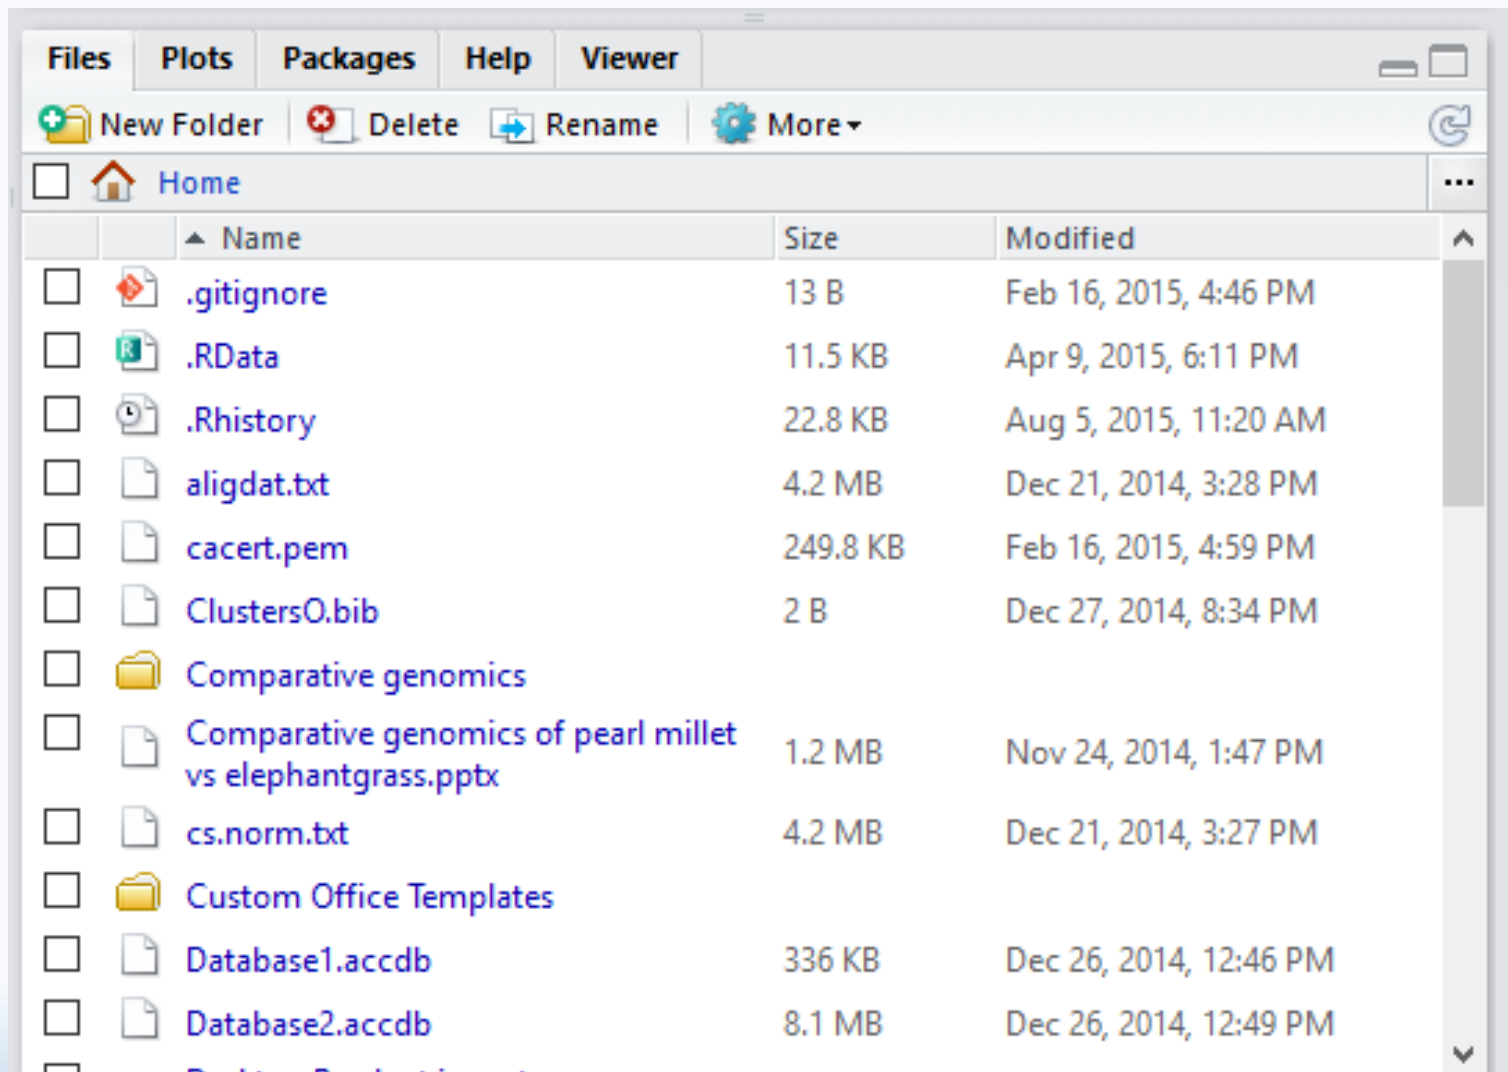 Files Plots Packages Help Viewer
New Folder Delete Rename More
Home ...
Name Size Modified
.gitignore 13 B Feb 16, 2015, 4:46 PM
.RData 11.5 KB Apr 9, 2015, 6:11 PM
.Rhistory 22.8 KB Aug 5, 2015, 11:20 AM
aligdat.txt 4.2 MB Dec 21, 2014, 3:28 PM
cacert.pem 249.8 KB Feb 16, 2015, 4:59 PM
ClustersO.bib 2 B Dec 27, 2014, 8:34 PM
Comparative genomics
Comparative genomics of pearl millet
vs elephantgrass.pptx 1.2 MB Nov 24, 2014, 1:47 PM
cs.norm.txt 4.2 MB Dec 21, 2014, 3:27 PM
Custom Office Templates
Database1.accdb 336 KB Dec 26, 2014, 12:46 PM
Database2.accdb 8.1 MB Dec 26, 2014, 12:49 PM